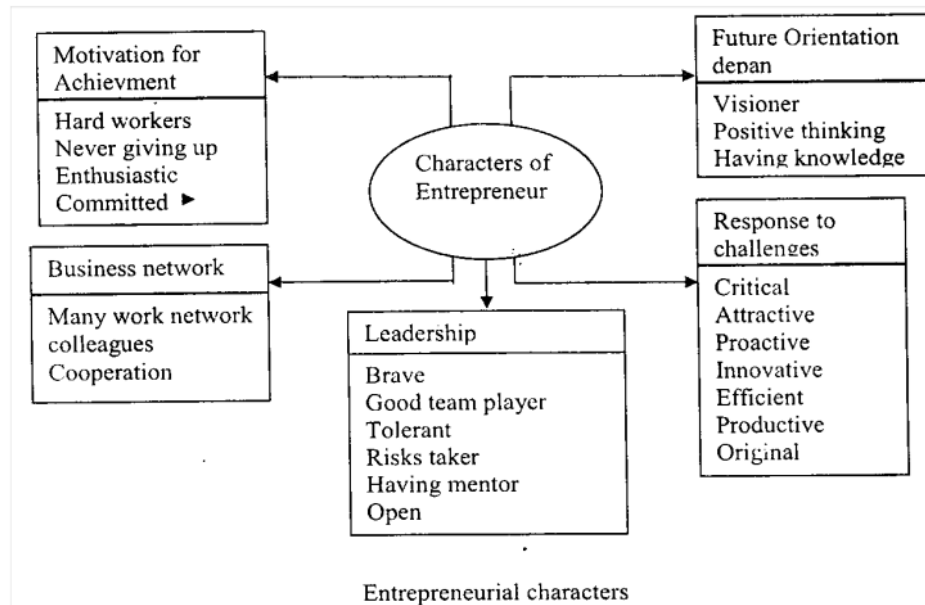 Motivation for
Achievment
Hard workers
Never giving up
Enthusiastic
Committed ►
Future Orientation
depan
Visioner
Positive thinking
Having knowledge
Characters of
Entrepreneur
Business network
Many work network
colleagues
Cooperation
Response to
challenges
Critical
Attractive
Proactive
Innovative
Efficient
Productive
Original
Leadership
Brave
Good team player
Tolerant
Risks taker
Having mentor
Open
Entrepreneurial characters